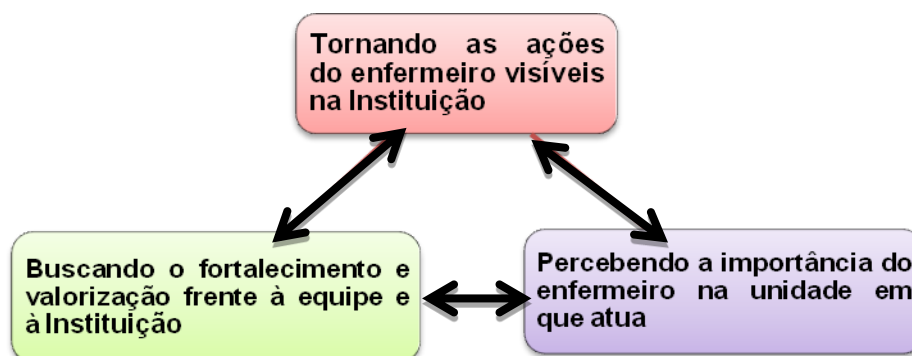 Tornando as ações
do enfermeiro visíveis
na Instituição
Buscando o fortalecimento e
valorização frente à equipe e
à Instituição
Percebendo a importância do
enfermeiro na unidade em
que atua